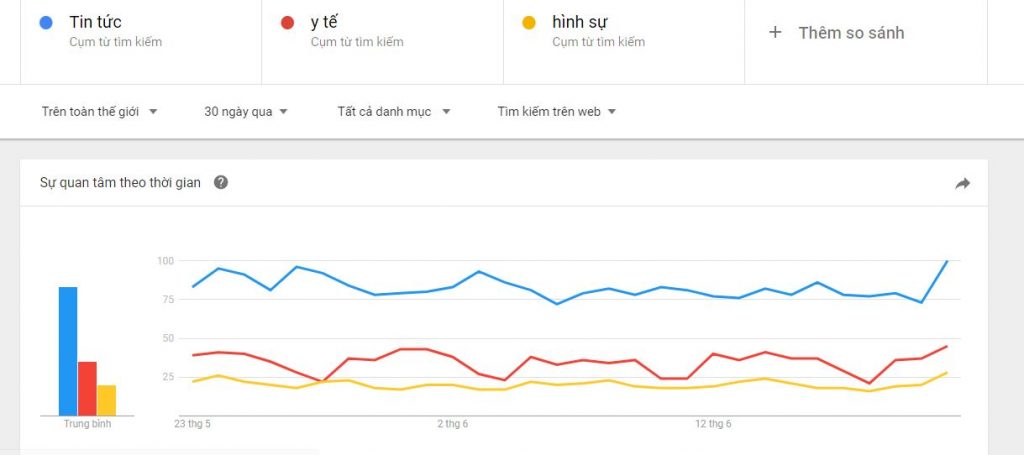 Tin tức
Cụm từ tìm kiếm
y tế
Cụm từ tìm kiếm
hình sự
Cụm từ tìm kiếm
+ Thêm so sánh
Trên toàn thế giới
30 ngày qua
Tất cả danh mục
Tìm kiếm trên web
Sự quan tâm theo thời gian ?
100
75
50
25
Trung bình
23 thg 5
2 thg 6
12 thg 6